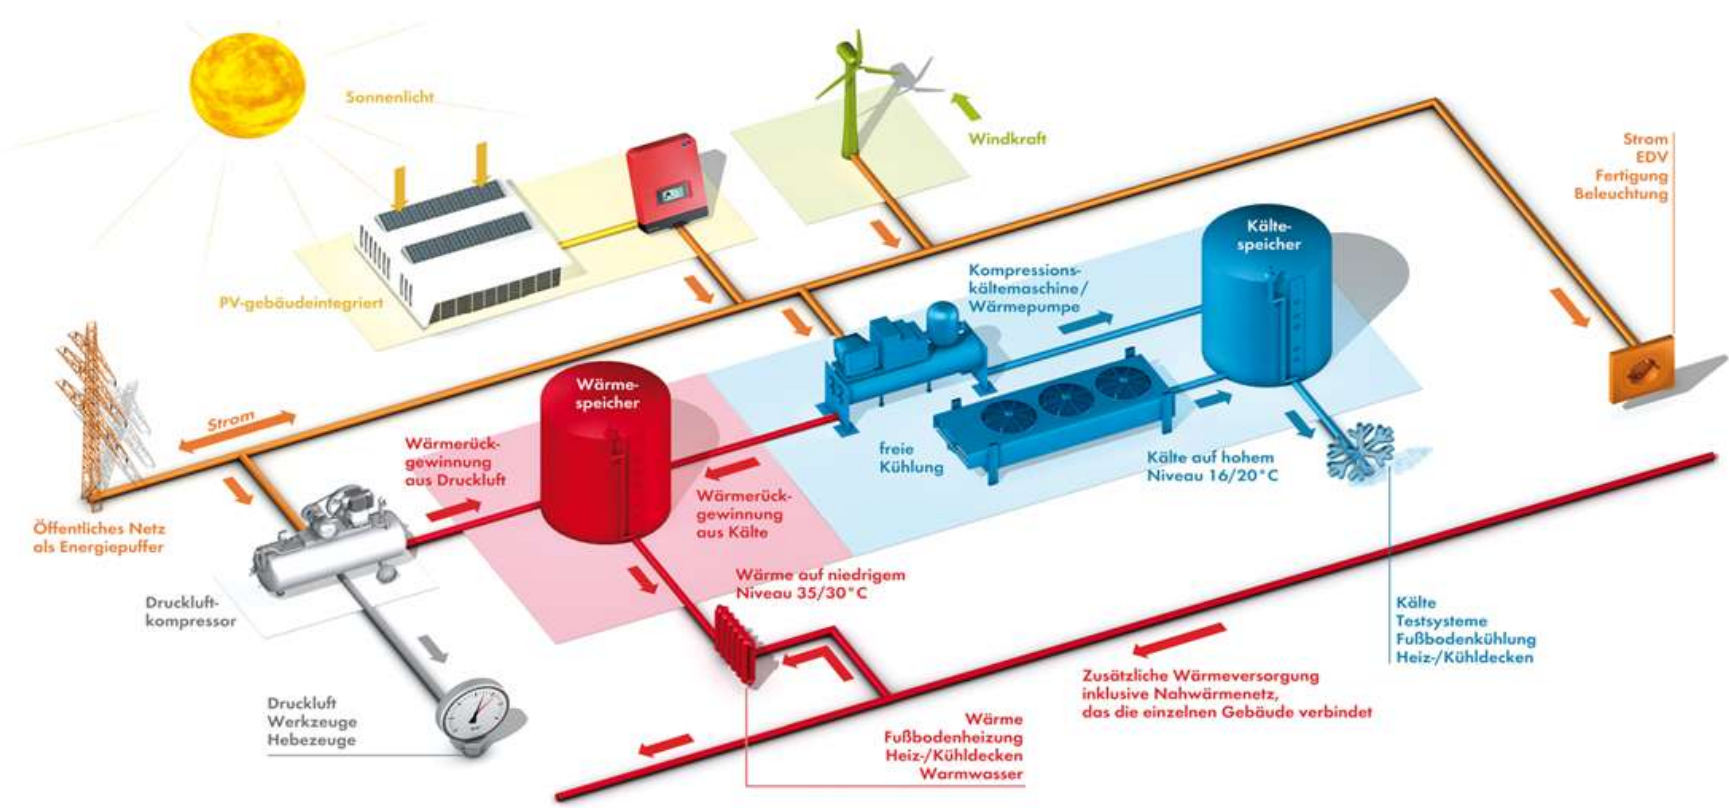 Sonnenlicht
Windkraft
Strom
EDV
Fertigung
Beleuchtung
PV-gebäudeintegriert
Kälte-
speicher
Kompressions-
kältemaschine/
Wärmepumpe
Wärme-
speicher
Strom
Wärmerück-
gewinnung
aus Druckluft
freie
Kühlung
Kälte auf hohem
Niveau 16/20°C
Wärmerück-
gewinnung
aus Kälte
Öffentliches Netz
als Energiepuffer
Wärme auf niedrigem
Niveau 35/30°C
Druckluft-
kompressor
Kälte
Testsysteme
Fußbodenkühlung
Heiz-/Kühldecken
Zusätzliche Wärmeversorgung
inklusive Nahwärmenetz,
das die einzelnen Gebäude verbindet
Druckluft
Werkzeuge
Hebezeuge
Wärme
Fußbodenheizung
Heiz-/Kühldecken
Warmwasser